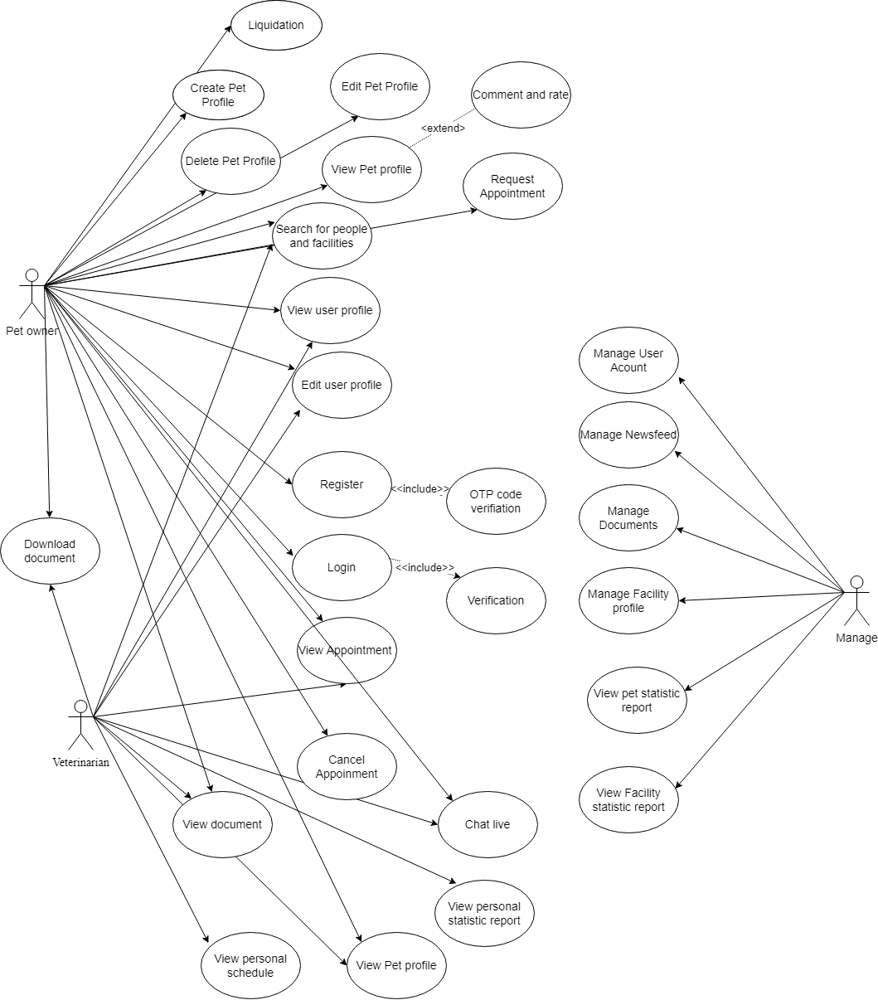 Liquidation
Create Pet
Profile
Edit Pet Profile
Comment and rate
<extend>
Delete Pet Profile
View Pet profile
Request
Appointment
Search for people
and facilities
View user profile
Pet owner
Manage User
Acount
Edit user profile
Manage Newsfeed
Register
<<include>>
OTP code
verifiation
Manage
Documents
Download
document
Login
<<include>>
Verification
Manage Facility
profile
Manage
View Appointment
View pet statistic
report
Veterinarian
Cancel
Appoinment
View Facility
statistic report
View document
Chat live
View personal
statistic report
View personal
schedule
View Pet profile